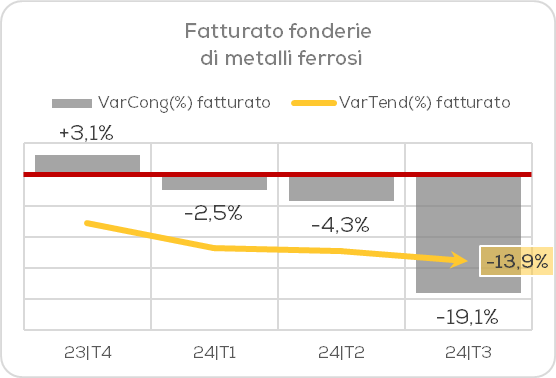 Fatturato fonderie
di metalli ferrosi
VarCong(%) fatturato VarTend(%) fatturato
+3,1%
-2,5%
-4,3%
-13,9%
-19,1%
23|T4 24|T1 24|T2 24|T3